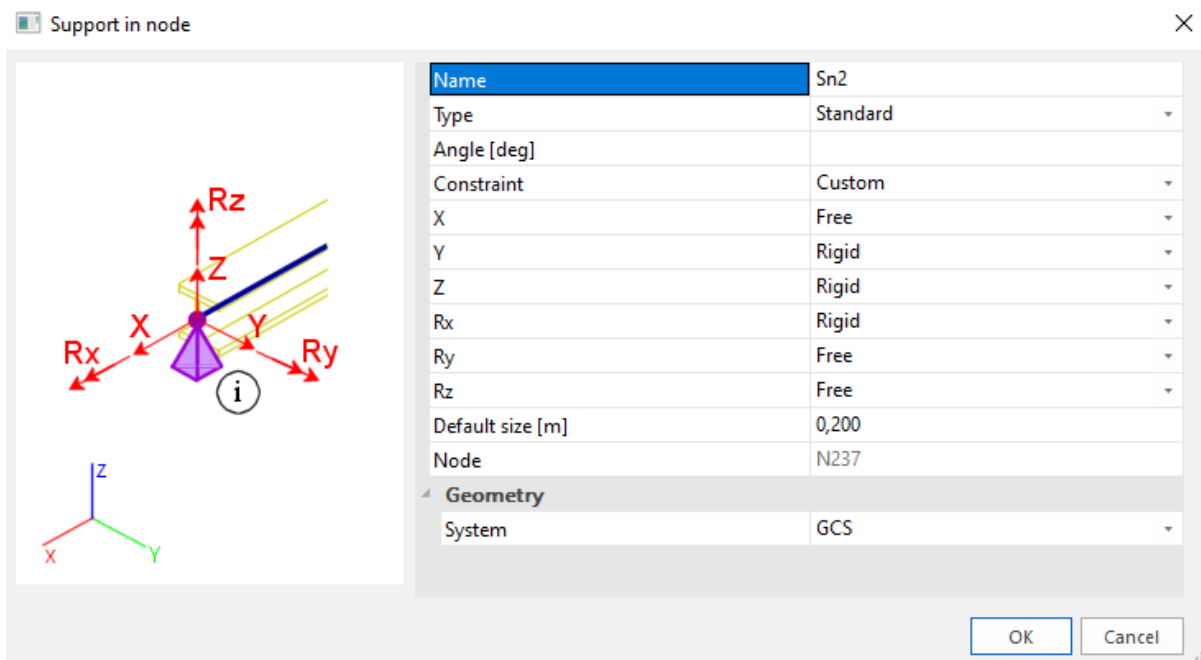 Support in node
Rz
Z
X
Y
Rx
Ry
i
Z
X
Y
Name Sn2
Type Standard
Angle [deg]
Constraint Custom
X Free
Y Rigid
Z Rigid
Rx Rigid
Ry Free
Rz Free
Default size [m] 0,200
Node N237
Geometry
System GCS
OK Cancel